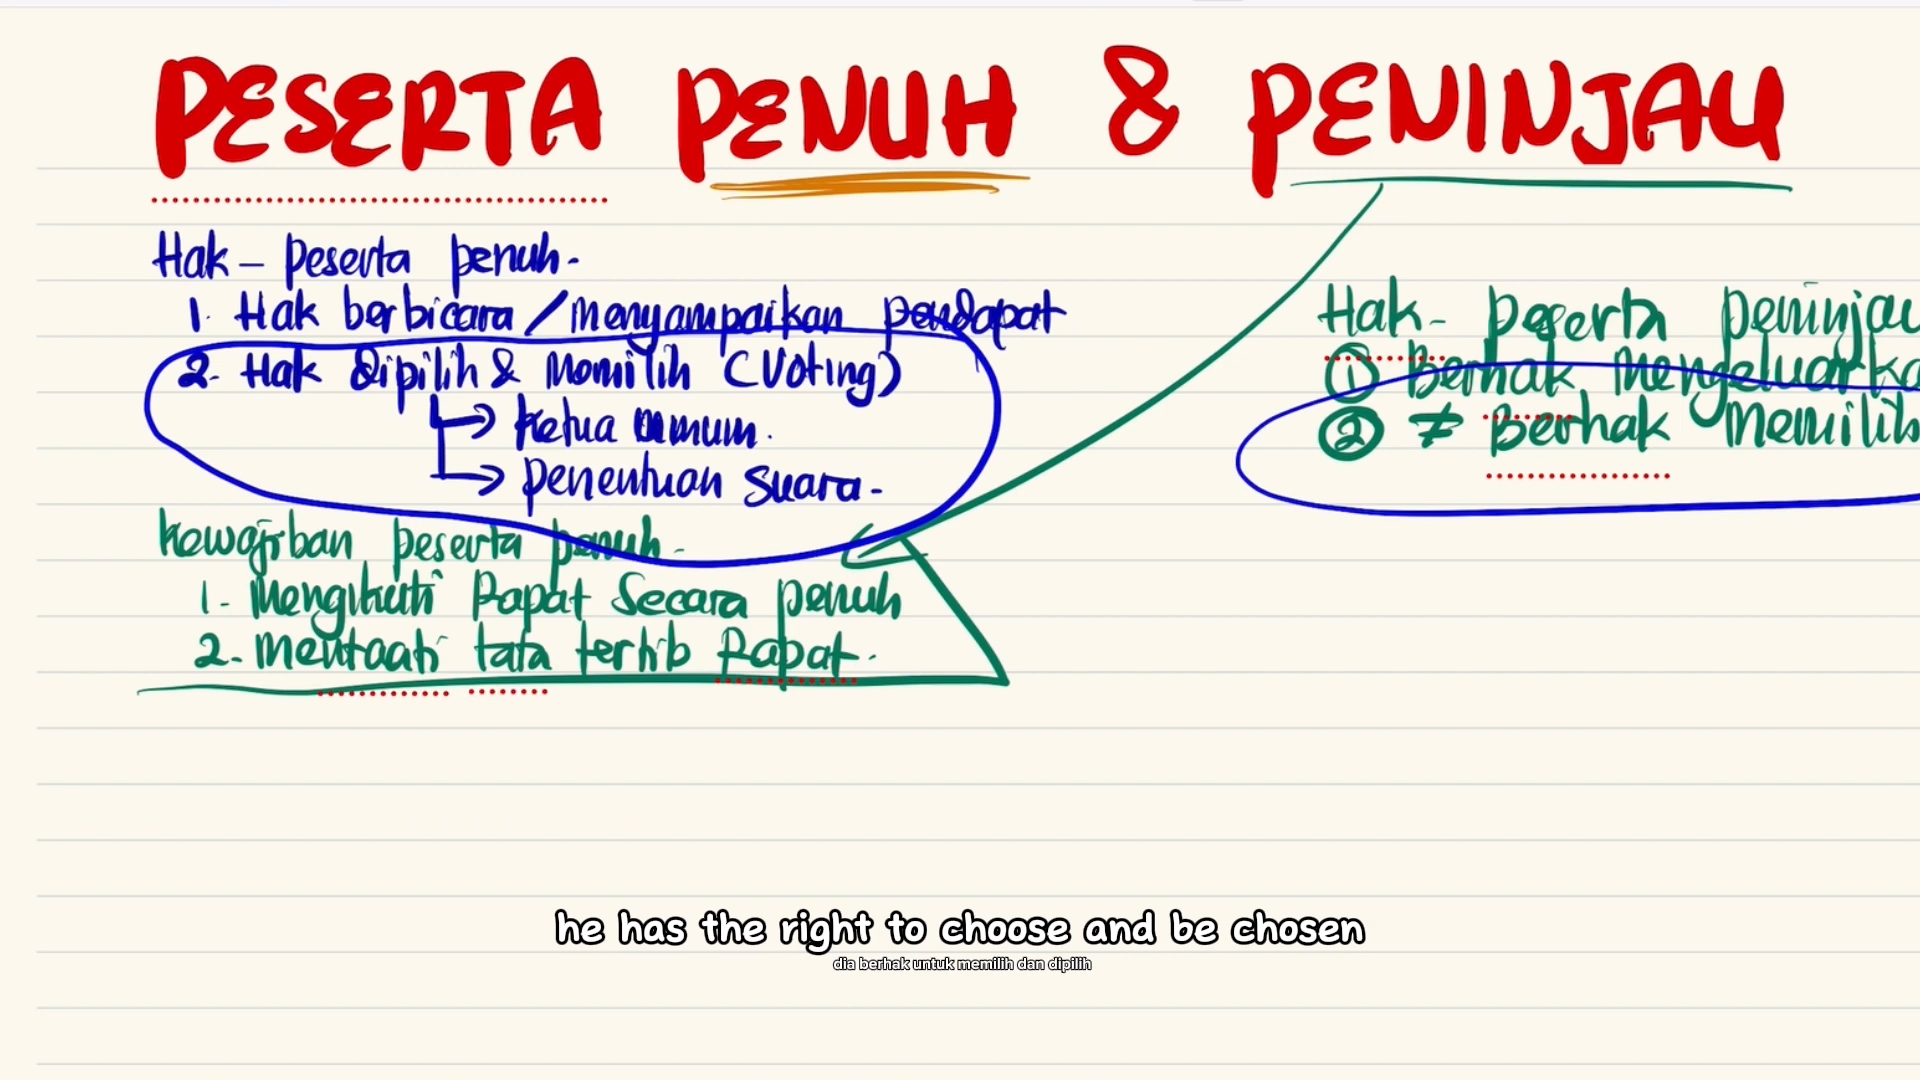 PESERTA PENUH & PENINJAU
Hak - Peserta penuh.
1. Hak berbicara / menyampaikan pendapat
2. Hak Dipilih & Memilih (Voting)
→ Ketua Umum.
→ Penentuan Suara.
Kewajiban peserta penuh.
1. Mengikuti Rapat Secara penuh
2. Mentaati tata tertib Rapat.
Hak - Peserta Peninjau
① Berhak Mengeluarka
② ≠ Berhak Memilih
he has the right to choose and be chosen
dia berhak untuk memilih dan dipilih